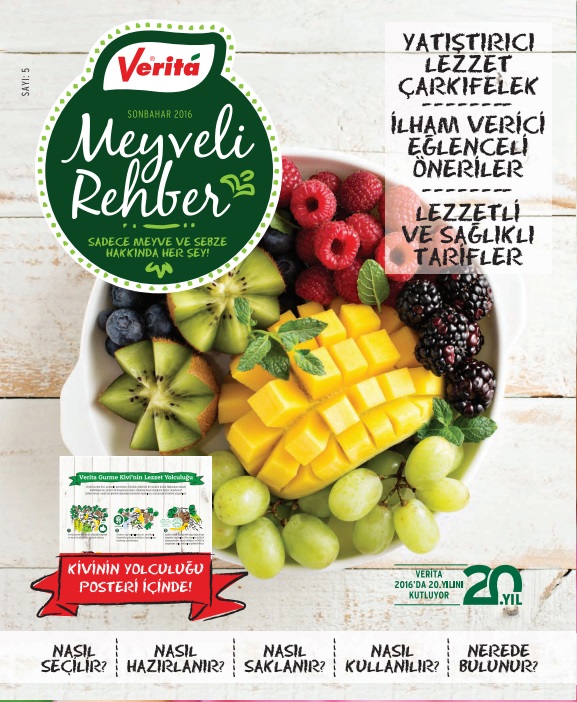 SAYI: 5
Veritá®
SONBAHAR 2016
Meyveli
Rehber
SADECE MEYVE VE SEBZE
HAKKINDA HER ŞEY!
YATIŞTIRICI
LEZZET
ÇARKIFELEK
İLHAM VERİCİ
EĞLENCELİ
ÖNERİLER
LEZZETLİ
VE SAĞLIKLI
TARİFLER
Verita Gurme Kivi'nin Lezzet Yolculuğu
KİVİNİN YOLCULUĞU
POSTERİ İÇİNDE!
VERİTA
2016'DA 20.YILINI
KUTLUYOR
20.YIL
NASIL
SEÇİLİR?
NASIL
HAZIRLANIR?
NASIL
SAKLANIR?
NASIL
KULLANILIR?
NEREDE
BULUNUR?